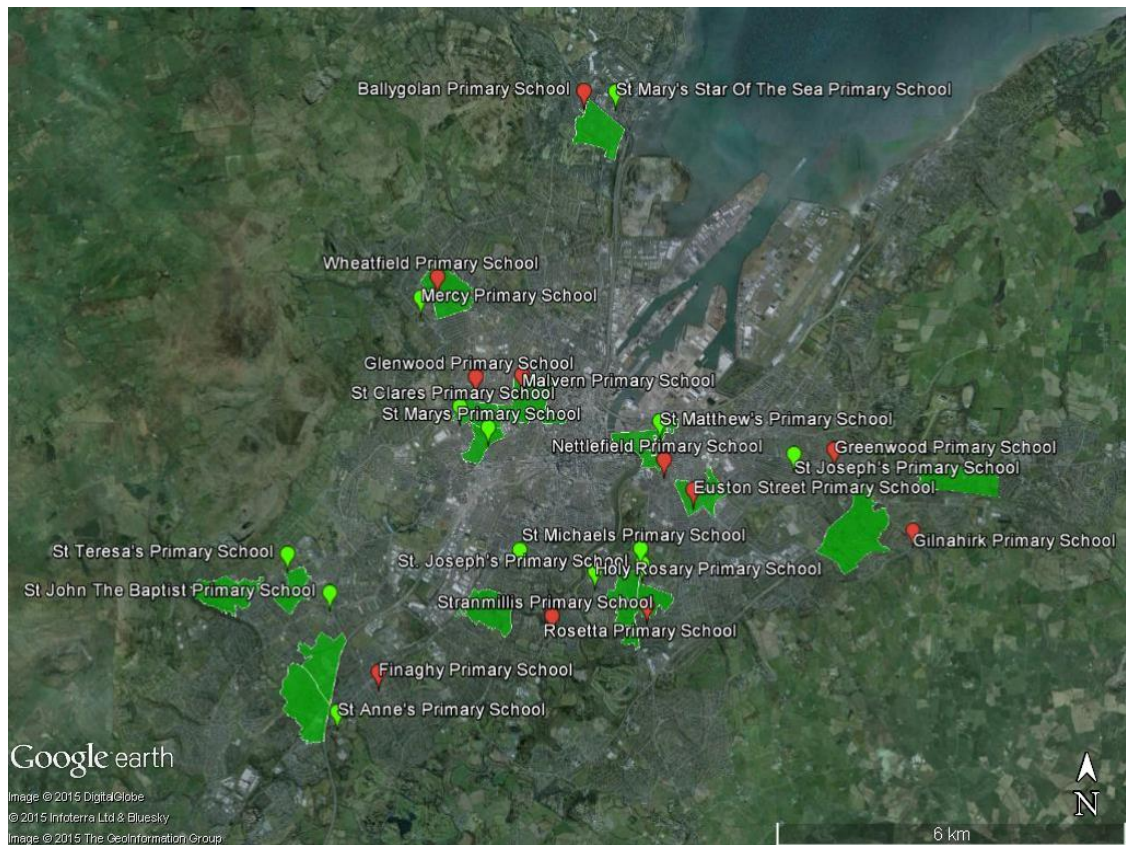 Ballygolan Primary School
St Mary's Star Of The Sea Primary School
Wheatfield Primary School
Mercy Primary School
Glenwood Primary School
Malvern Primary School
St Clares Primary School
St Marys Primary School
St Matthew's Primary School
Nettlefield Primary School
Greenwood Primary School
St Joseph's Primary School
Euston Street Primary School
St Michaels Primary School
Gilnahirk Primary School
St Teresa's Primary School
St. Joseph's Primary School
Holy Rosary Primary School
St John The Baptist Primary School
Stranmillis Primary School
Rosetta Primary School
Finaghy Primary School
St Anne's Primary School
Google earth
Image © 2015 DigitalGlobe
© 2015 Infoterra Ltd & Bluesky
Image © 2015 The GeoInformation Group
N
6 km